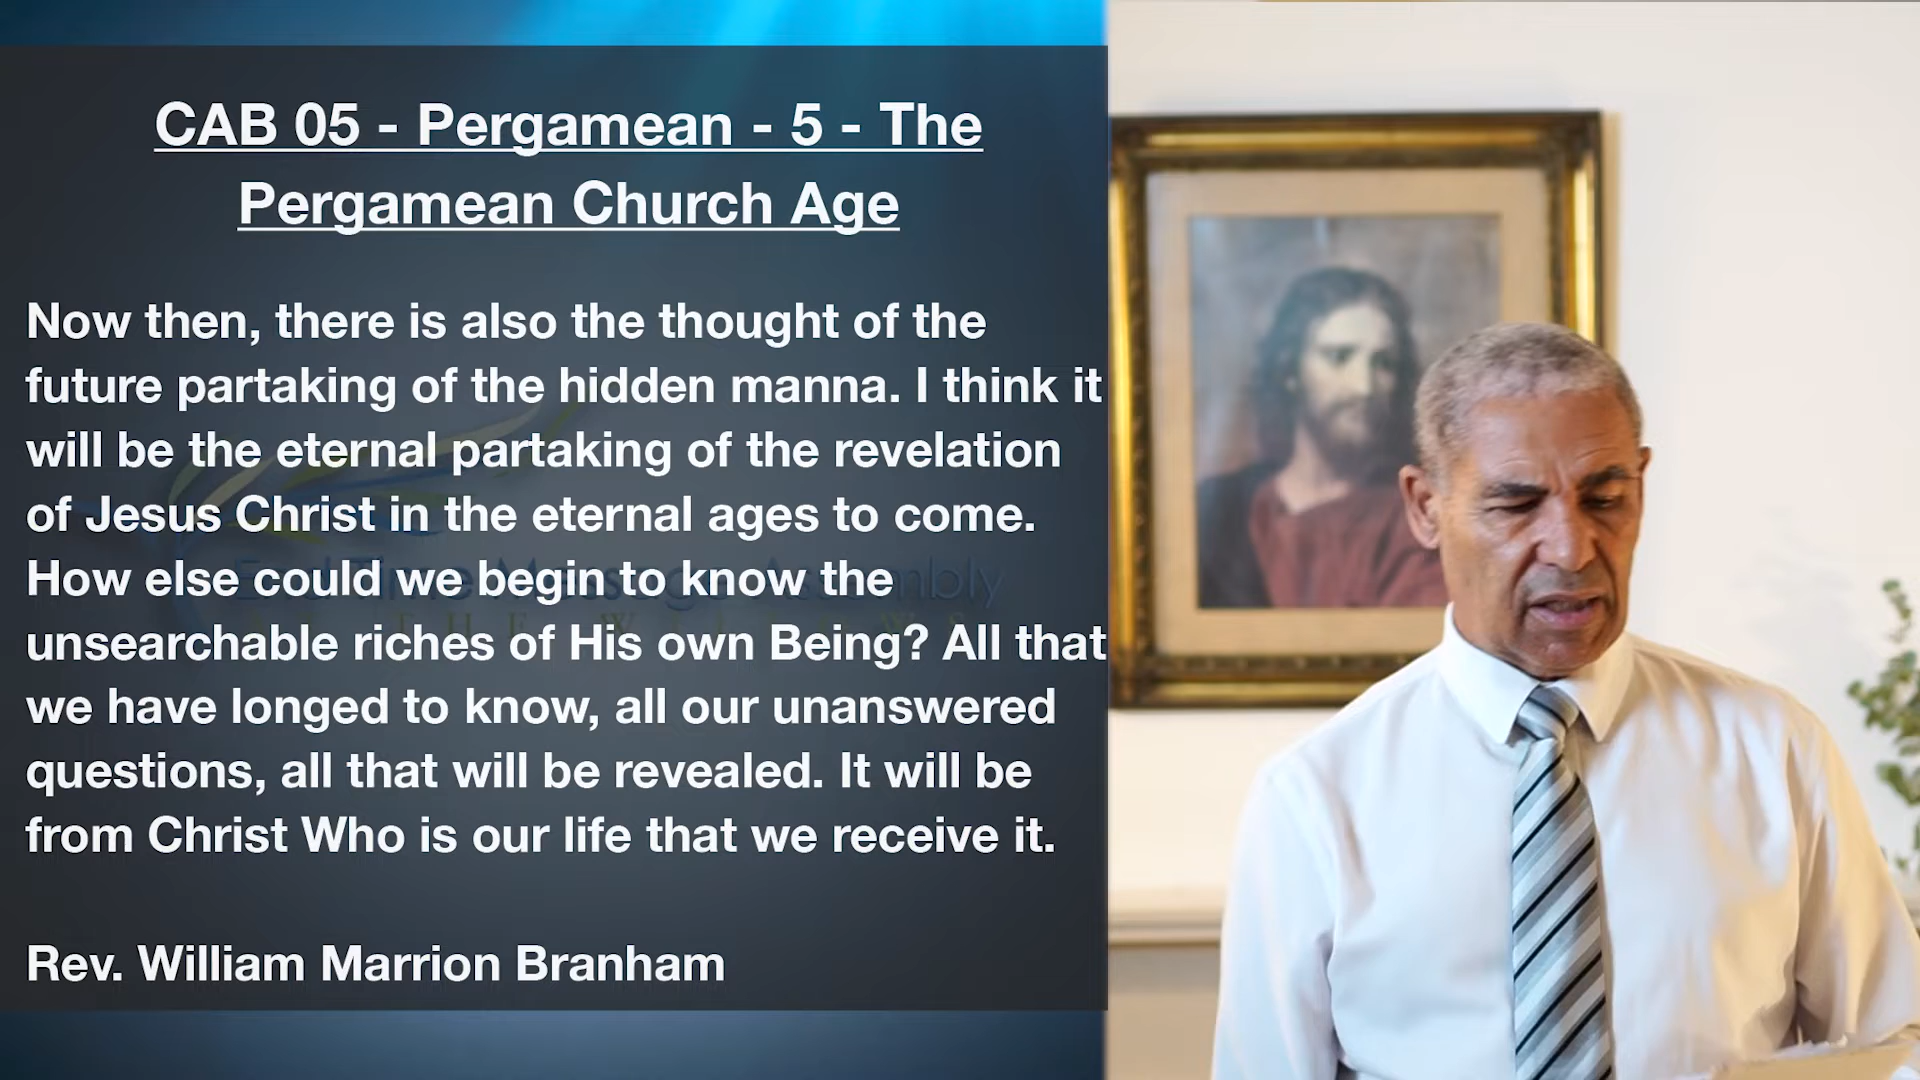 CAB 05 - Pergamean - 5 - The
Pergamean Church Age
Now then, there is also the thought of the
future partaking of the hidden manna. I think it
will be the eternal partaking of the revelation
of Jesus Christ in the eternal ages to come.
How else could we begin to know the
unsearchable riches of His own Being? All that
we have longed to know, all our unanswered
questions, all that will be revealed. It will be
from Christ Who is our life that we receive it.
Rev. William Marrion Branham
End Time Message Assembly